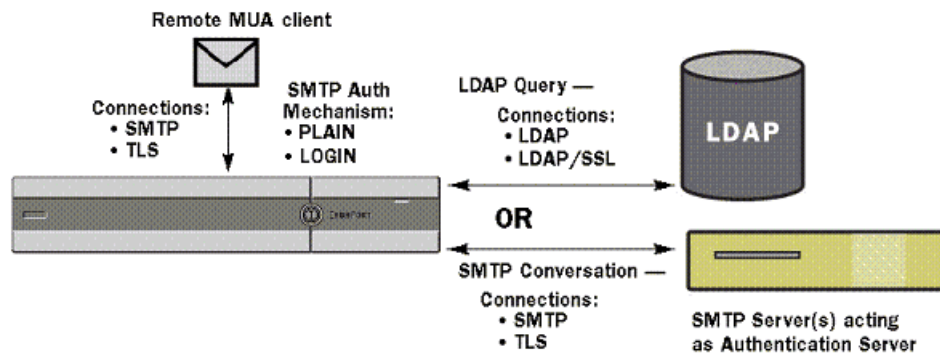 Remote MUA client
Connections:
• SMTP
• TLS
SMTP Auth
Mechanism:
• PLAIN
• LOGIN
LDAP Query —
Connections:
• LDAP
• LDAP/SSL
LDAP
OR
SMTP Conversation —
Connections:
• SMTP
• TLS
SMTP Server(s) acting
as Authentication Server